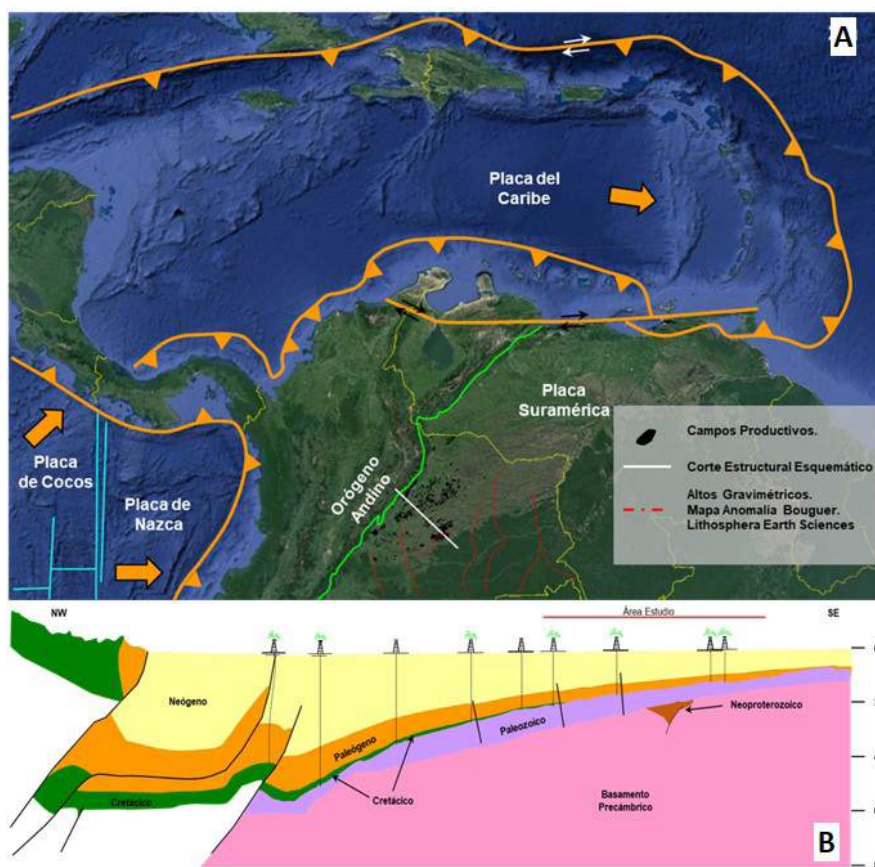 A
Placa del
Caribe
Placa
Suramérica
Placa
de Cocos
Placa de
Nazca
Orógeno
Andino
Campos Productivos.
Corte Estructural Esquemático
Altos Gravimétricos.
Mapa Anomalía Bouguer.
Lithosphera Earth Sciences
NW
Área Estudio
SE
Neógeno
Paleógeno
Paleozoico
Neoproterozoico
Cretácico
Cretácico
Basamento
Precámbrico
B